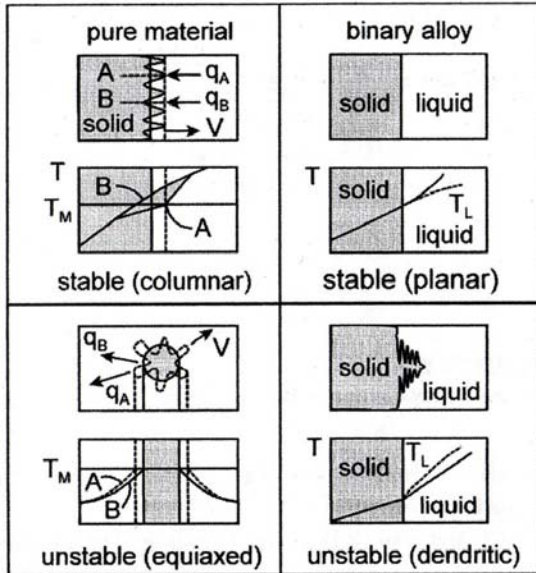 pure material
binary alloy
A
q_A
B
q_B
solid
V
solid
liquid
T
B
T_M
A
stable (columnar)
T
solid
T_L
liquid
stable (planar)
q_B
A
V
q_A
solid
liquid
T_M
A
B
unstable (equiaxed)
T
solid
T_L
liquid
unstable (dendritic)